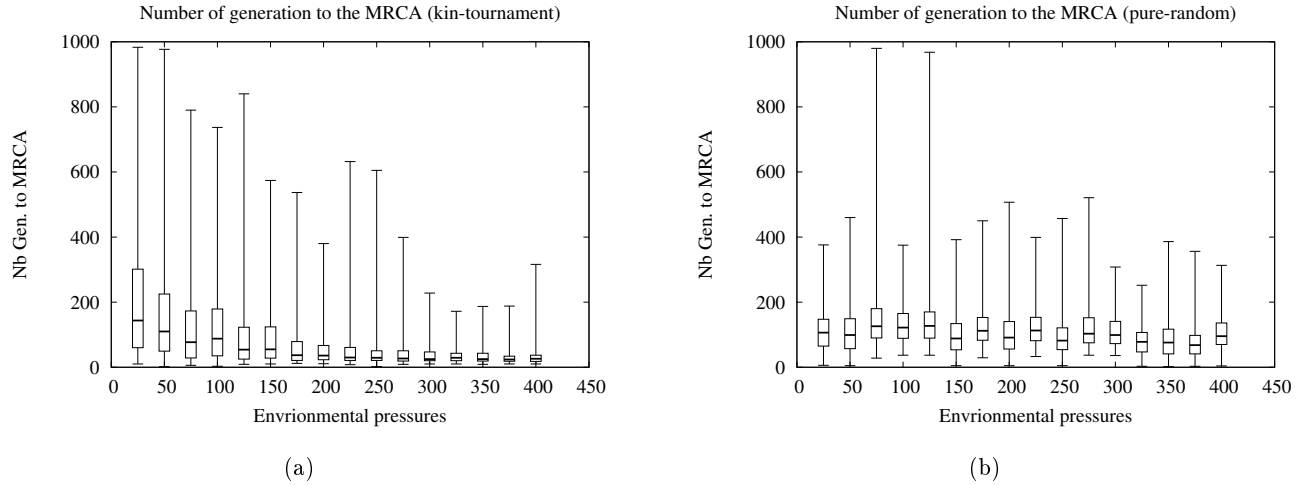 Number of generation to the MRCA (kin-tournament)
1000
800
600
400
200
0
Nb Gen. to MRCA
0 50 100 150 200 250 300 350 400 450
Envrionmental pressures
(a)
Number of generation to the MRCA (pure-random)
1000
800
600
400
200
0
Nb Gen. to MRCA
0 50 100 150 200 250 300 350 400 450
Envrionmental pressures
(b)